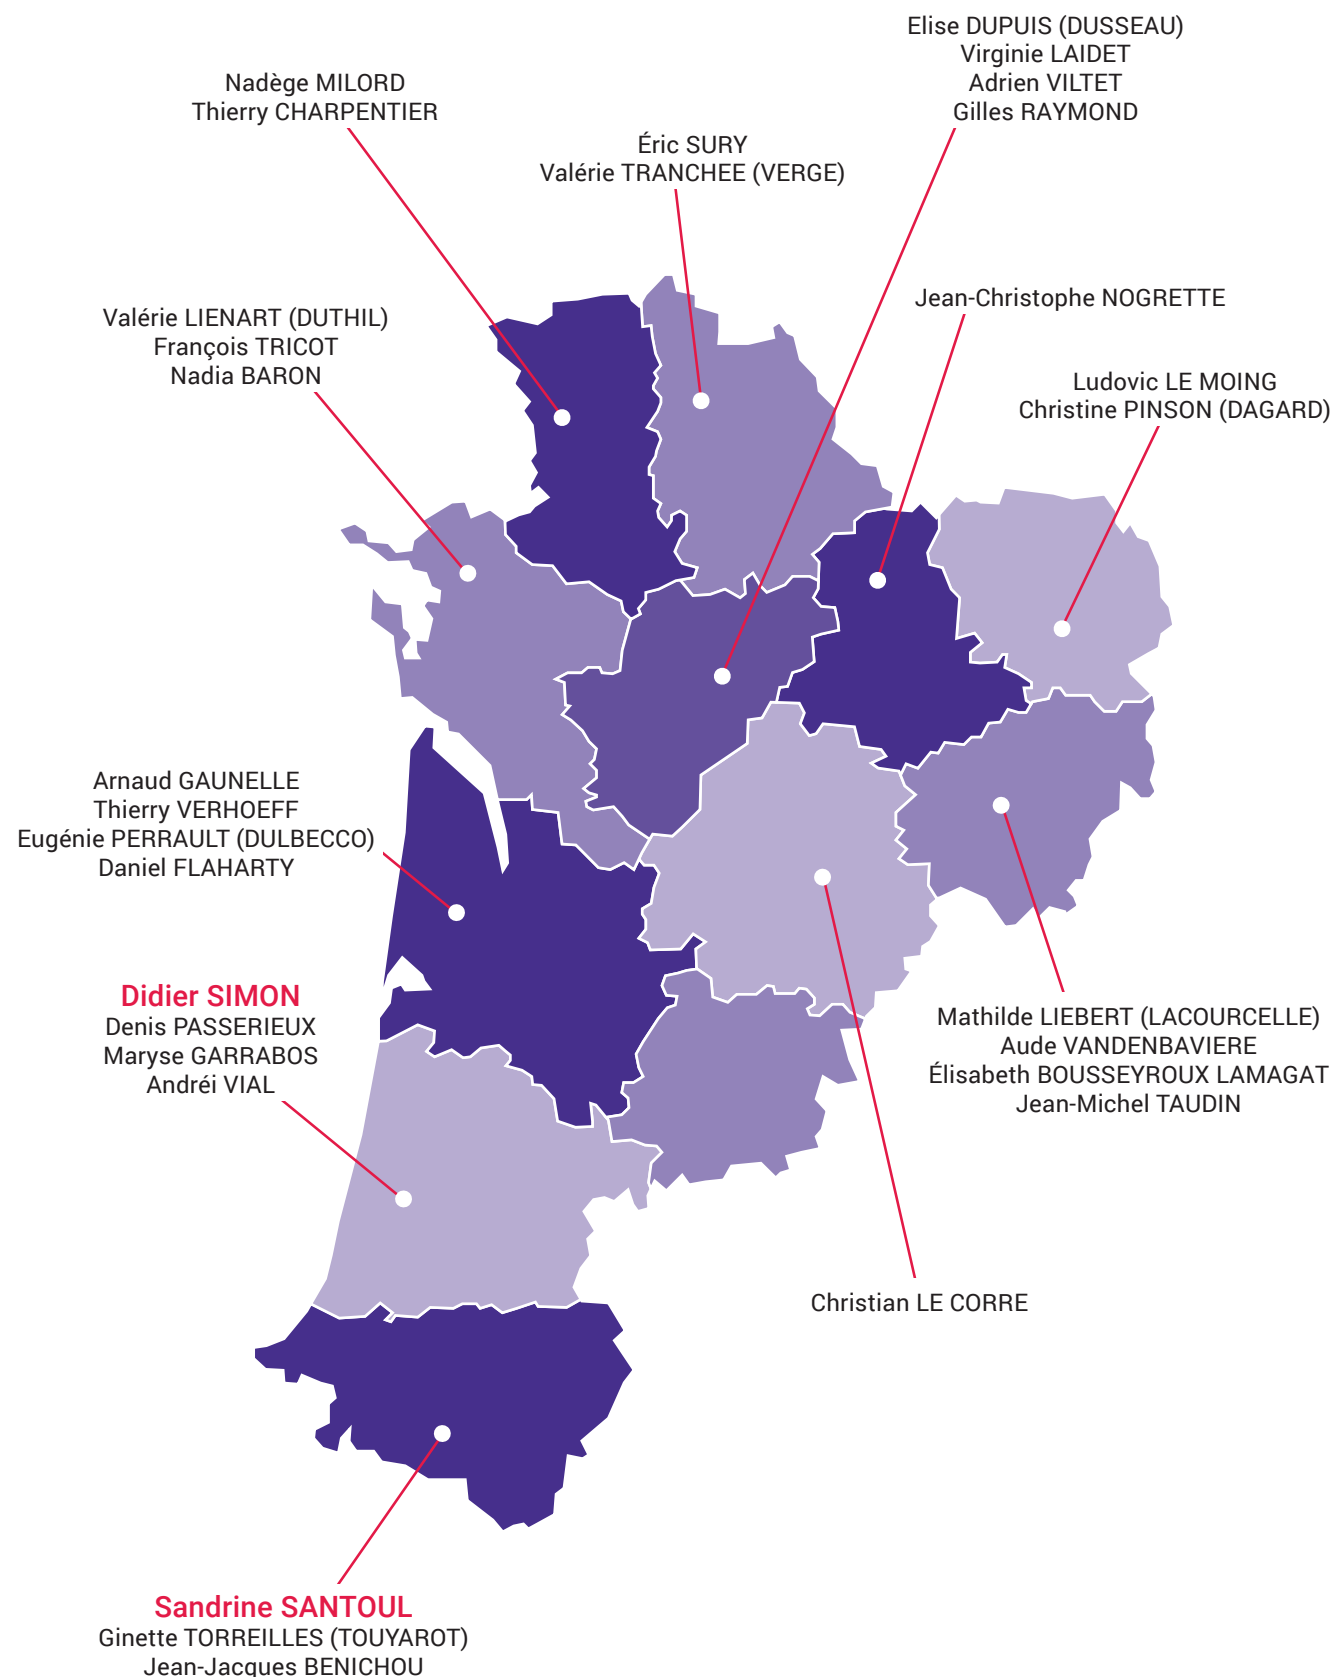 Elise DUPUIS (DUSSEAU)
Virginie LAIDET
Adrien VILTET
Gilles RAYMOND
Nadège MILORD
Thierry CHARPENTIER
Éric SURY
Valérie TRANCHEE (VERGE)
Jean-Christophe NOGRETTE
Valérie LIENART (DUTHIL)
François TRICOT
Nadia BARON
Ludovic LE MOING
Christine PINSON (DAGARD)
Arnaud GAUNELLE
Thierry VERHOEFF
Eugénie PERRAULT (DULBECCO)
Daniel FLAHARTY
Didier SIMON
Denis PASSERIEUX
Maryse GARRABOS
Andréi VIAL
Mathilde LIEBERT (LACOURCELLE)
Aude VANDENBAVIERE
Élisabeth BOUSSEYROUX LAMAGAT
Jean-Michel TAUDIN
Christian LE CORRE
Sandrine SANTOUL
Ginette TORREILLES (TOUYAROT)
Jean-Jacques BENICHOU